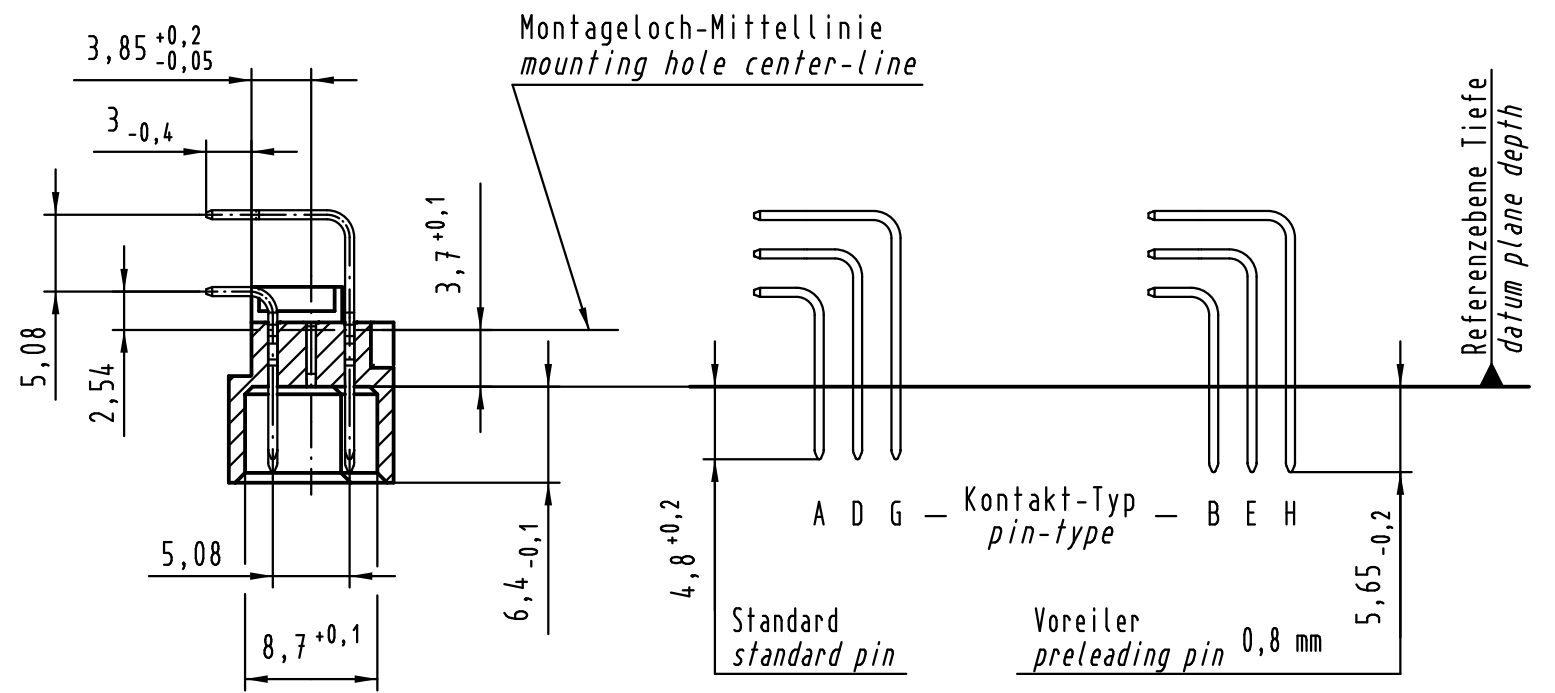 Montageloch-Mittellinie
mounting hole center-line
3,85 +0,2 -0,05
3 -0,4
5,08
2,54
3,7 +0,1
5,08
8,7 +0,1
6,4 -0,1
4,8 +0,2
A D G — Kontakt-Typ — B E H
pin-type
5,65 -0,2
Standard
standard pin
Voreiler
preleading pin 0,8 mm
Referenzebene Tiefe
datum plane depth